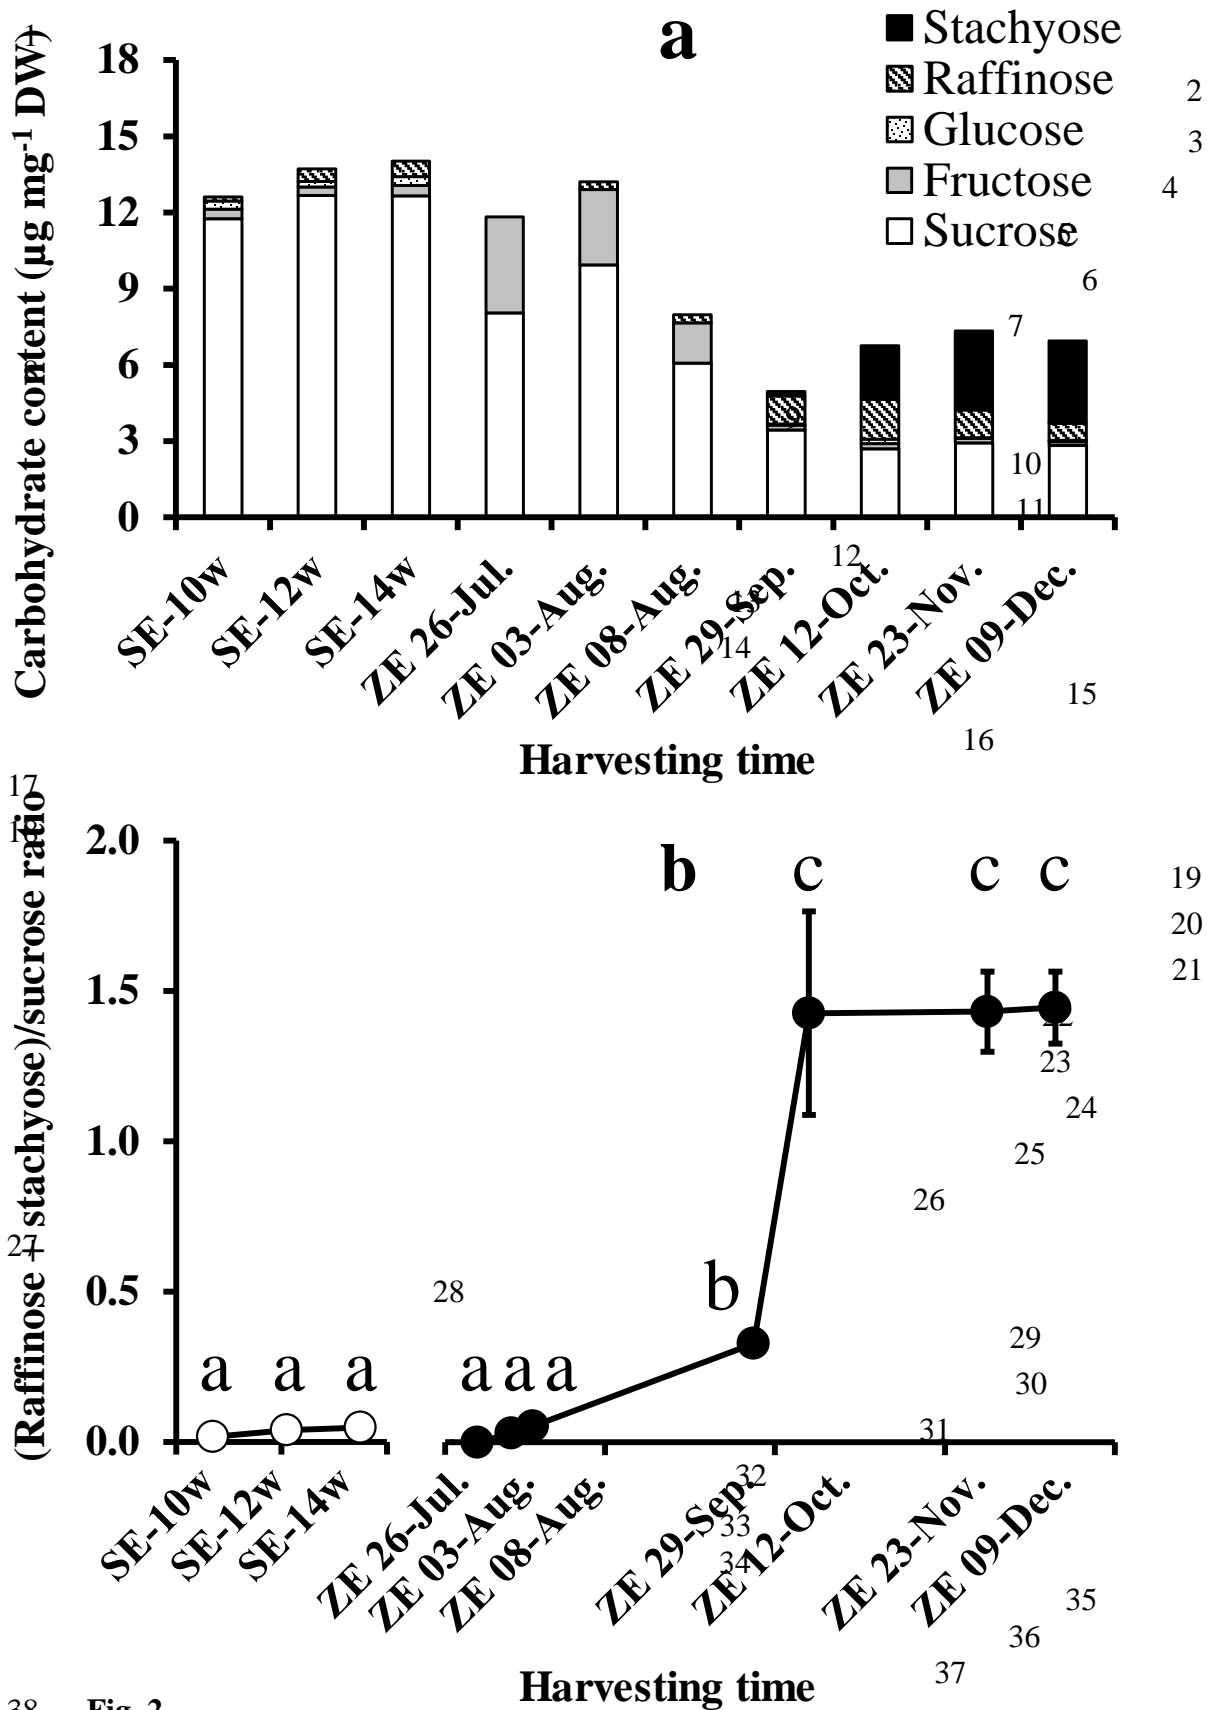 a
Stachyose
Raffinose
Glucose
Fructose
Sucrose
Carbohydrate content (µg mg-1 DW)
18
15
12
9
6
3
0
SE-10w
SE-12w
SE-14w
ZE 26-Jul.
ZE 03-Aug.
ZE 08-Aug.
ZE 29-Sep.
ZE 12-Oct.
ZE 23-Nov.
ZE 09-Dec.
Harvesting time
2
3
4
5
6
7
10
11
12
13
14
15
16
17
18
b
(Raffinose + stachyose)/sucrose ratio
2.0
1.5
1.0
0.5
0.0
a a a
a a a
b
c c c
19
20
21
22
23
24
25
26
27
28
29
30
31
32
33
34
35
36
37
SE-10w
SE-12w
SE-14w
ZE 26-Jul.
ZE 03-Aug.
ZE 08-Aug.
ZE 29-Sep.
ZE 12-Oct.
ZE 23-Nov.
ZE 09-Dec.
Harvesting time
38 Fig. 2